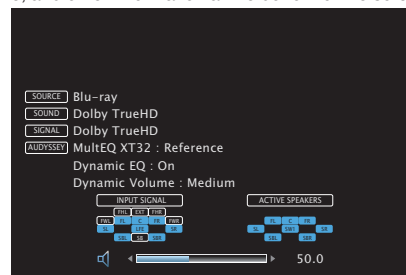 SOURCE Blu-ray
SOUND Dolby TrueHD
SIGNAL Dolby TrueHD
AUDYSSEY MultEQ XT32 : Reference
Dynamic EQ : On
Dynamic Volume : Medium
INPUT SIGNAL ACTIVE SPEAKERS
FHL EXT FHR
FWL FL C FR FWR FL C FR
SL LFE SR SL SW1 SR
SBL SB SBR SBL SBR
50.0